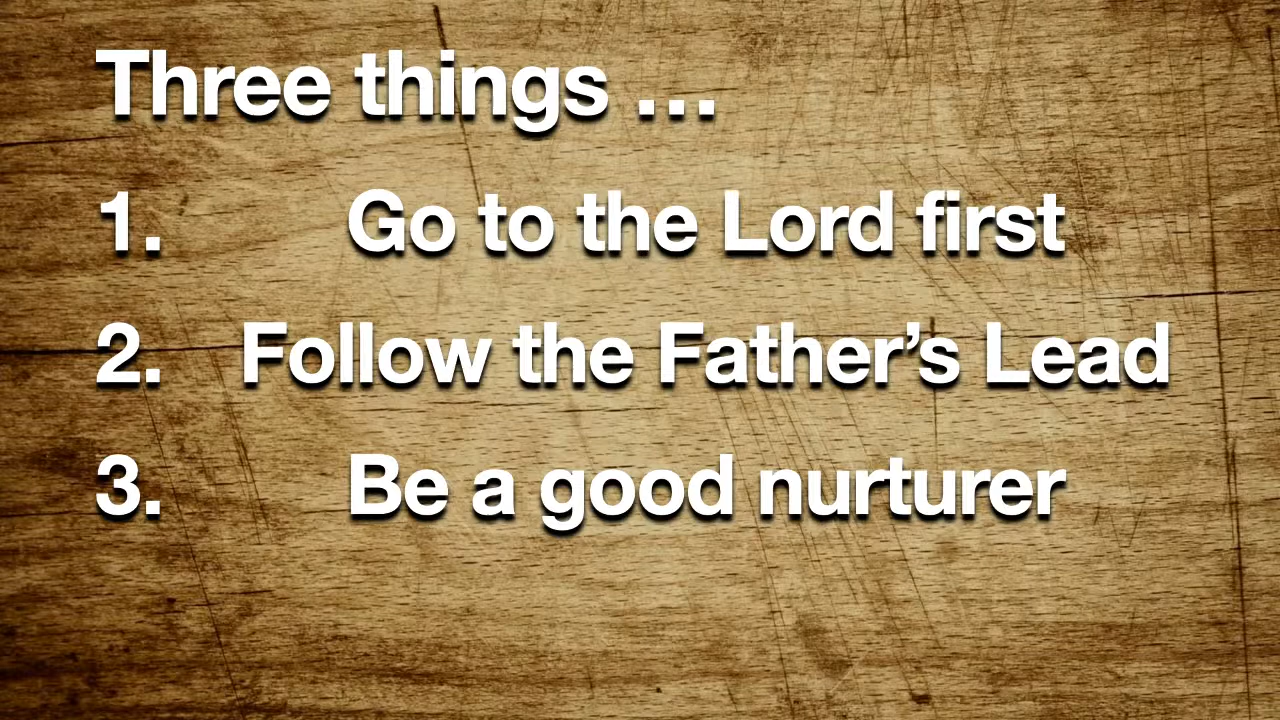 Three things …
1. Go to the Lord first
2. Follow the Father’s Lead
3. Be a good nurturer